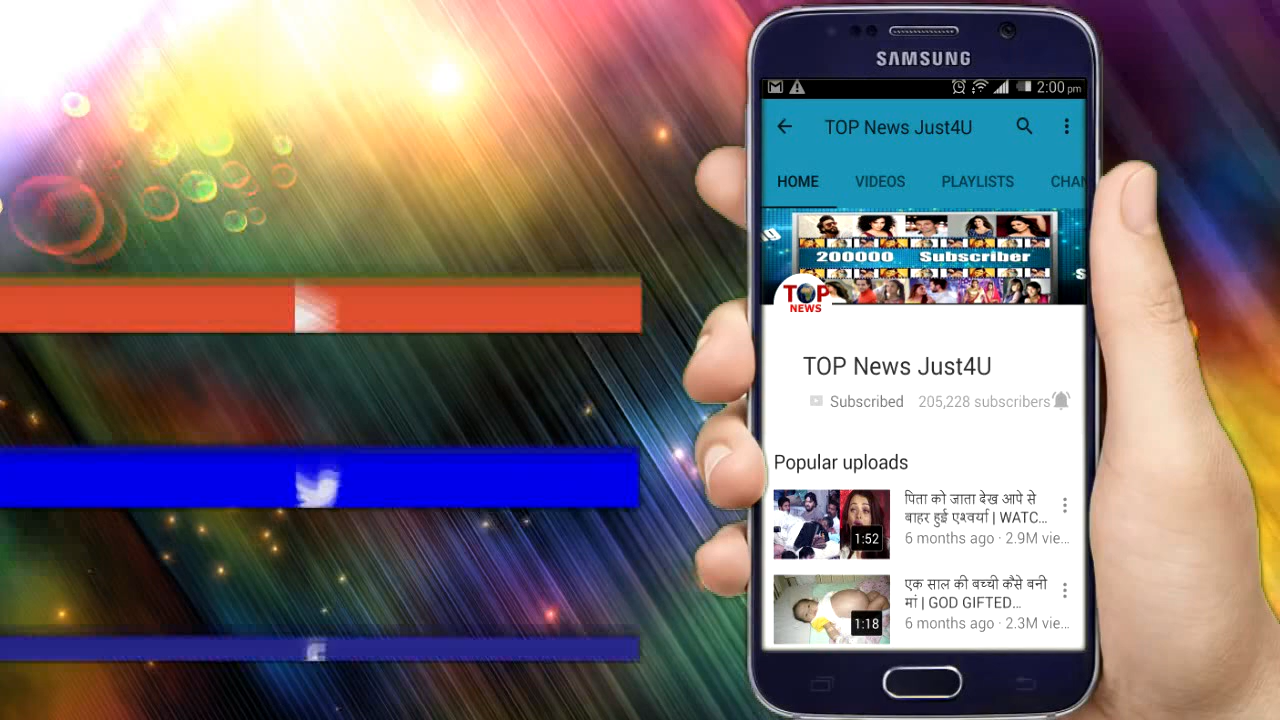 SAMSUNG
2:00 pm
TOP News Just4U
HOME VIDEOS PLAYLISTS CHAN
200000 Subscriber
TOP
NEWS
TOP News Just4U
Subscribed 205,228 subscribers
Popular uploads
पिता को जाता देख आपे से
बाहर हुई एश्वर्या | WATC...
1:52
6 months ago · 2.9M vie...
एक साल की बच्ची कैसे बनी
मां | GOD GIFTED...
1:18
6 months ago · 2.3M vie...